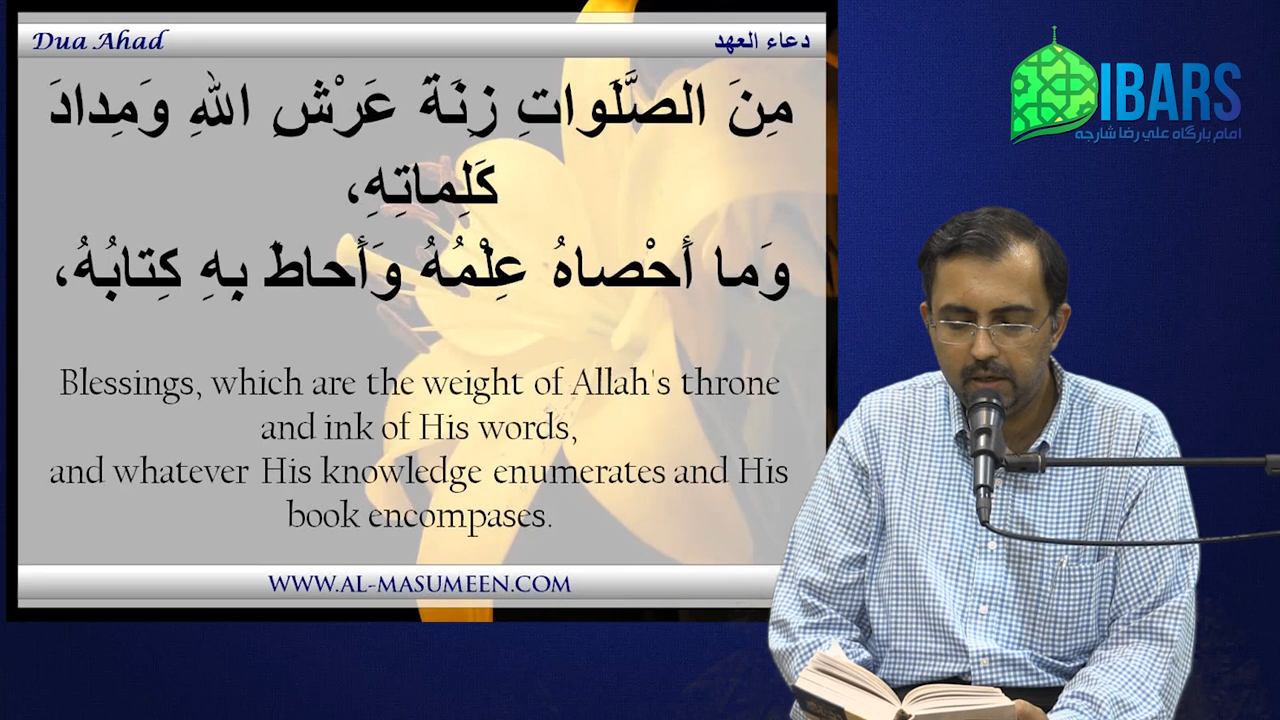 Dua Ahad
دعاء العهد
مِنَ الصَّلَواتِ زِنَةَ عَرْشِ اللهِ وَمِدادَ
كَلِماتِهِ،
وَما أَحْصاهُ عِلْمُهُ وَأَحاطَ بِهِ كِتابُهُ،
Blessings, which are the weight of Allah's throne
and ink of His words,
and whatever His knowledge enumerates and His
book encompases.
WWW.AL-MASUMEEN.COM
IBARS
امام بارگاه علي رضا شارجه